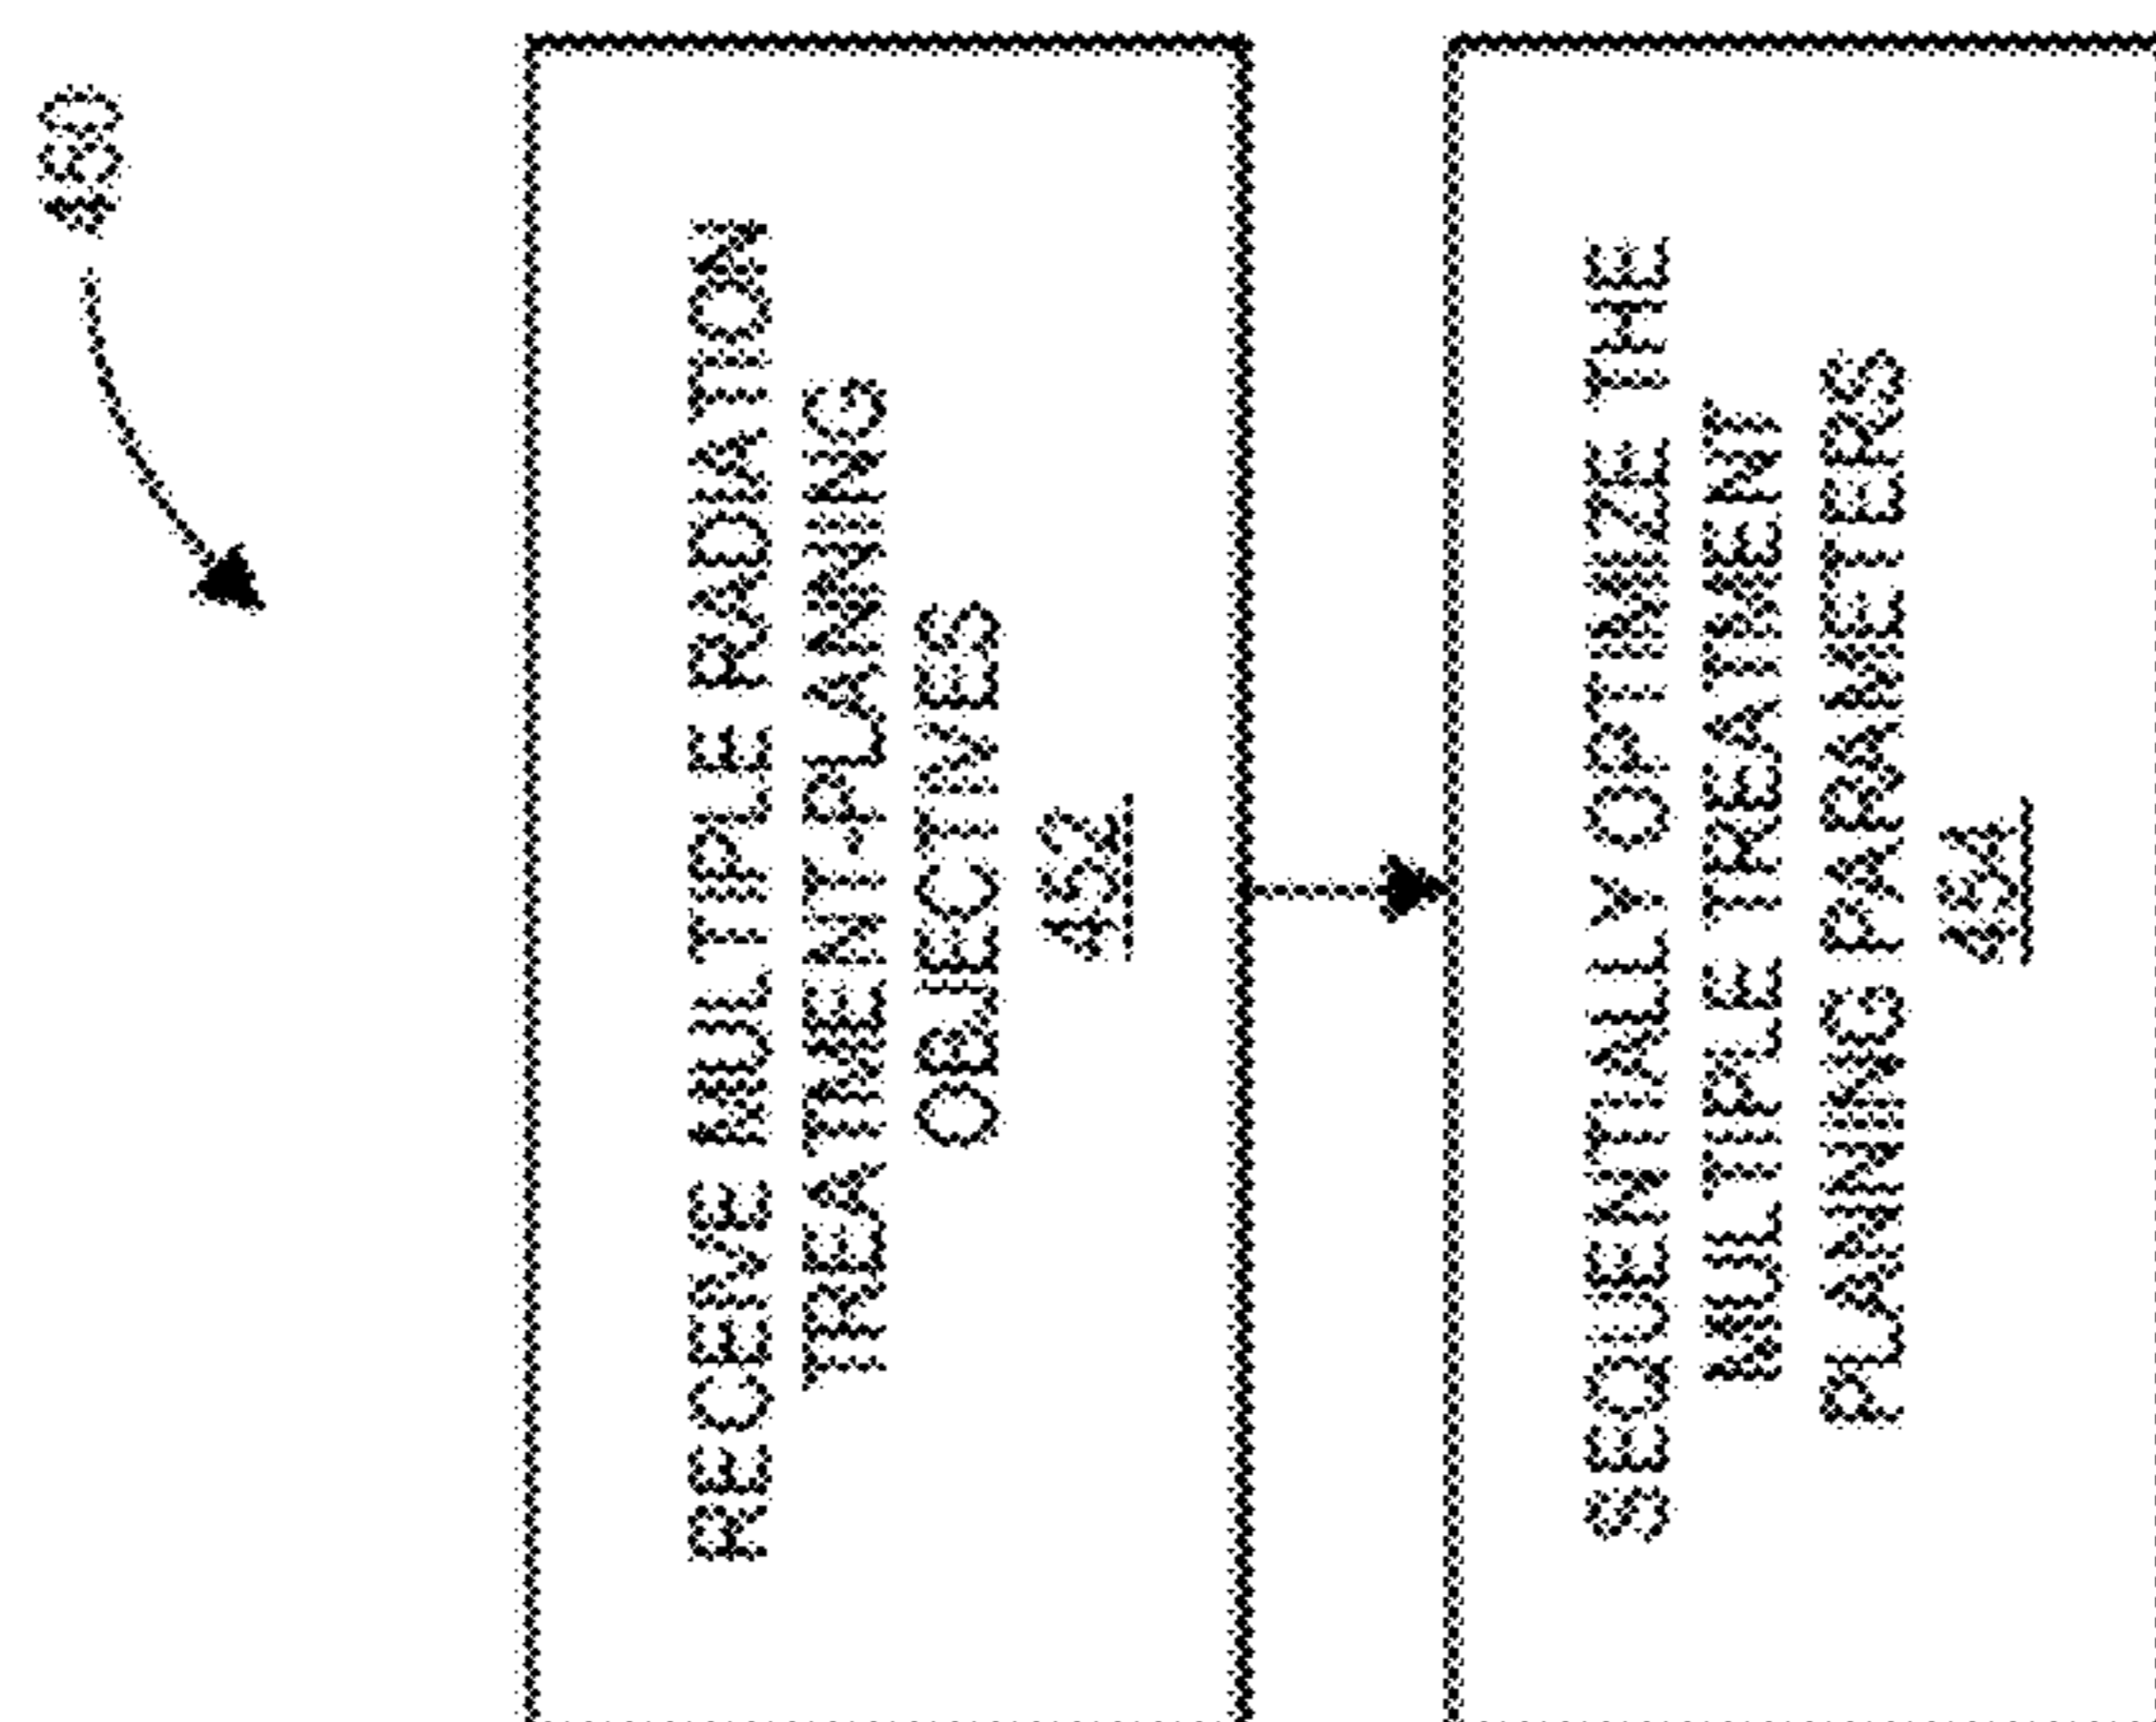 450
RECEIVE MULTIPLE RADIATION
TREATMENT-PLANNING
OBJECTIVES
452
SEQUENTIALLY OPTIMIZE THE
MULTIPLE TREATMENT
PLANNING PARAMETERS
454